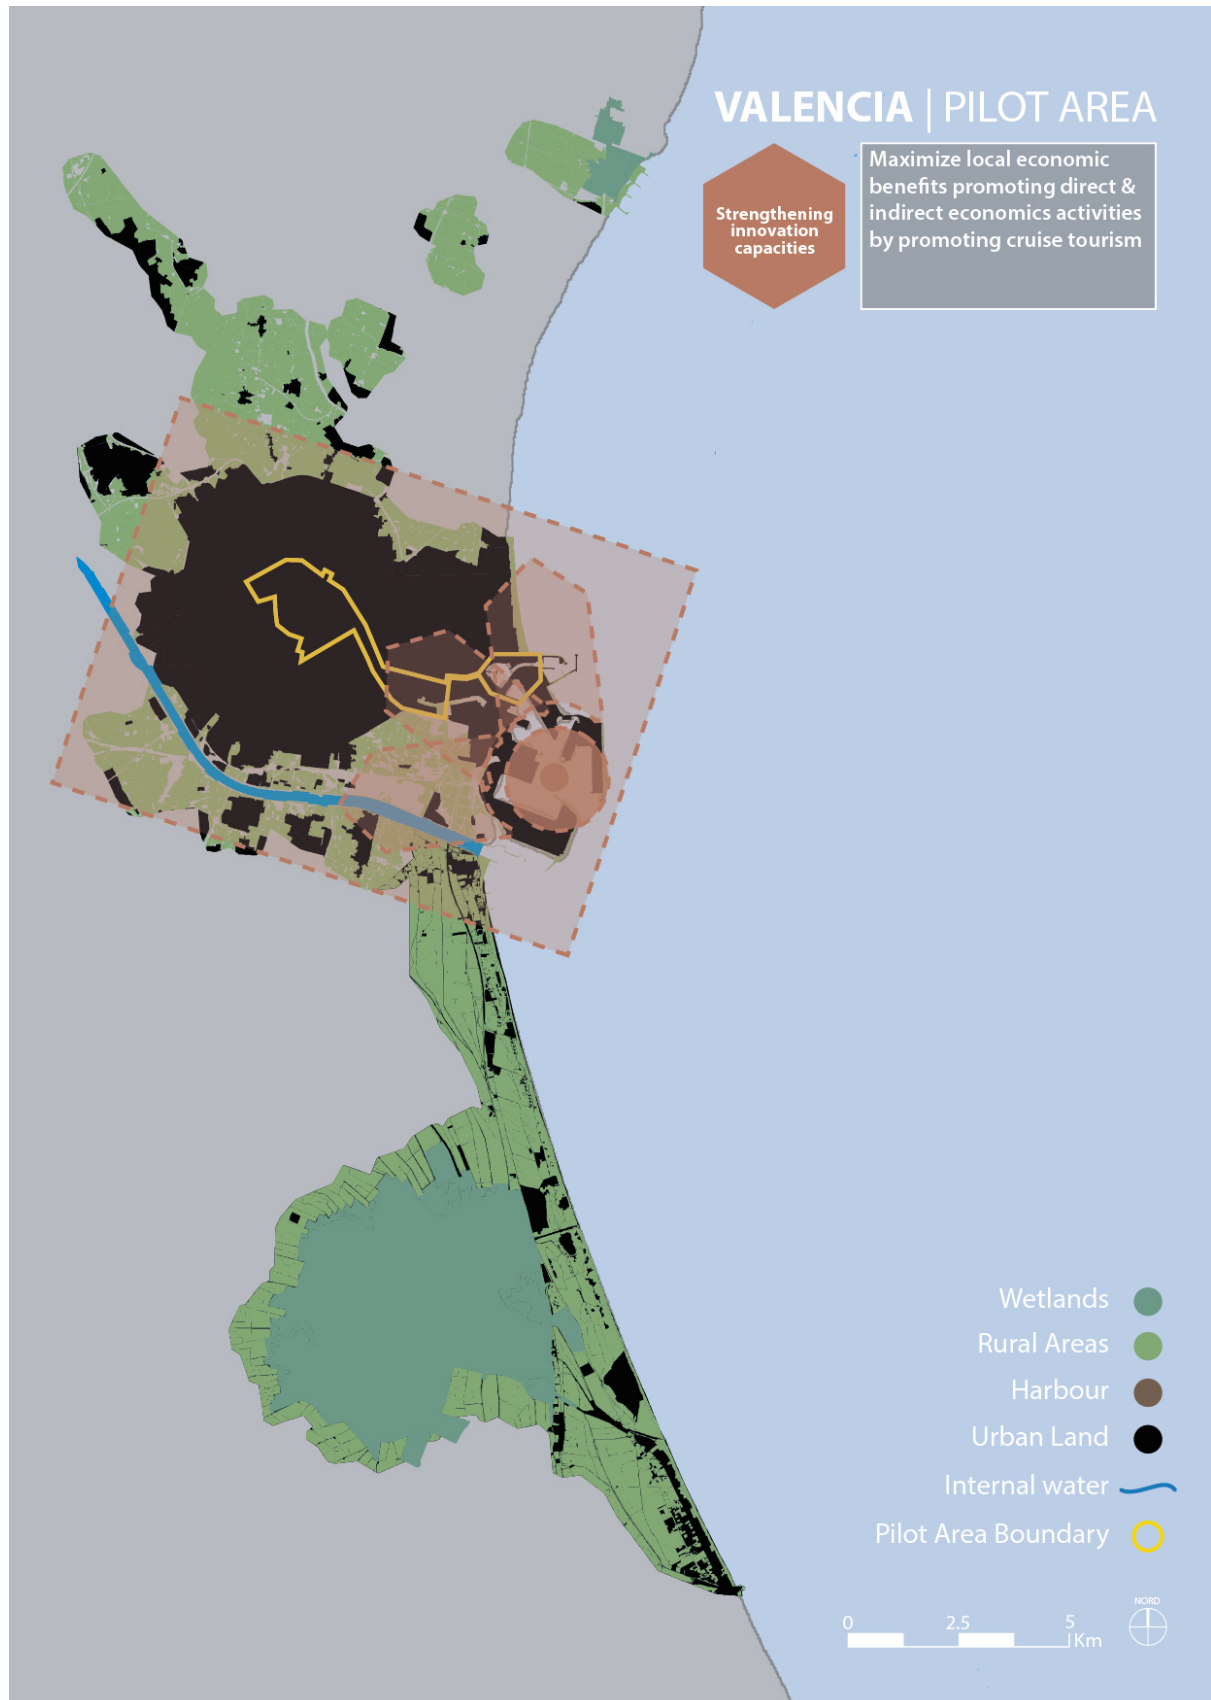 VALENCIA | PILOT AREA
Strengthening
innovation
capacities
Maximize local economic
benefits promoting direct &
indirect economics activities
by promoting cruise tourism
Wetlands
Rural Areas
Harbour
Urban Land
Internal water
Pilot Area Boundary
NORD
0 2.5 5
Km